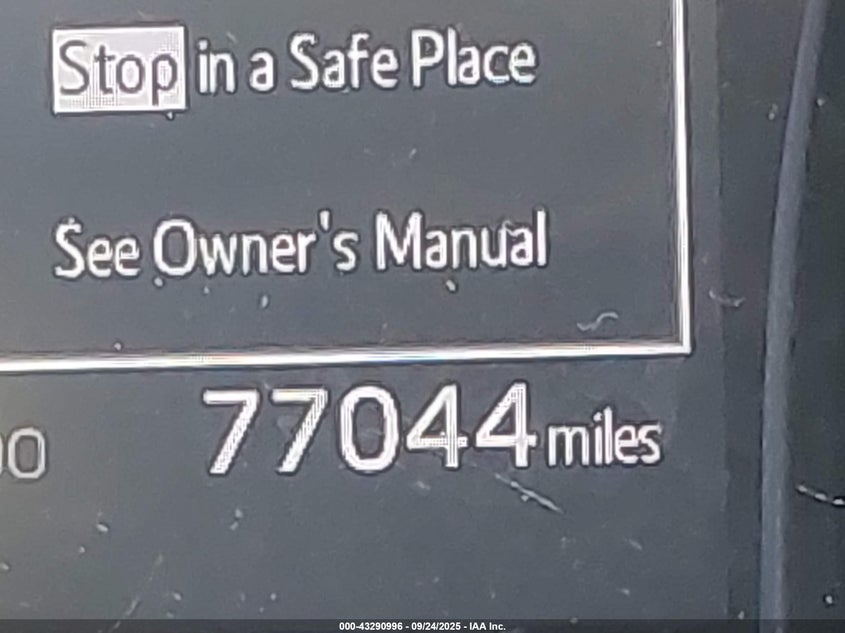 Stop in a Safe Place
See Owner's Manual
77044 miles
000-43290996 - 09/24/2025 - IAA Inc.